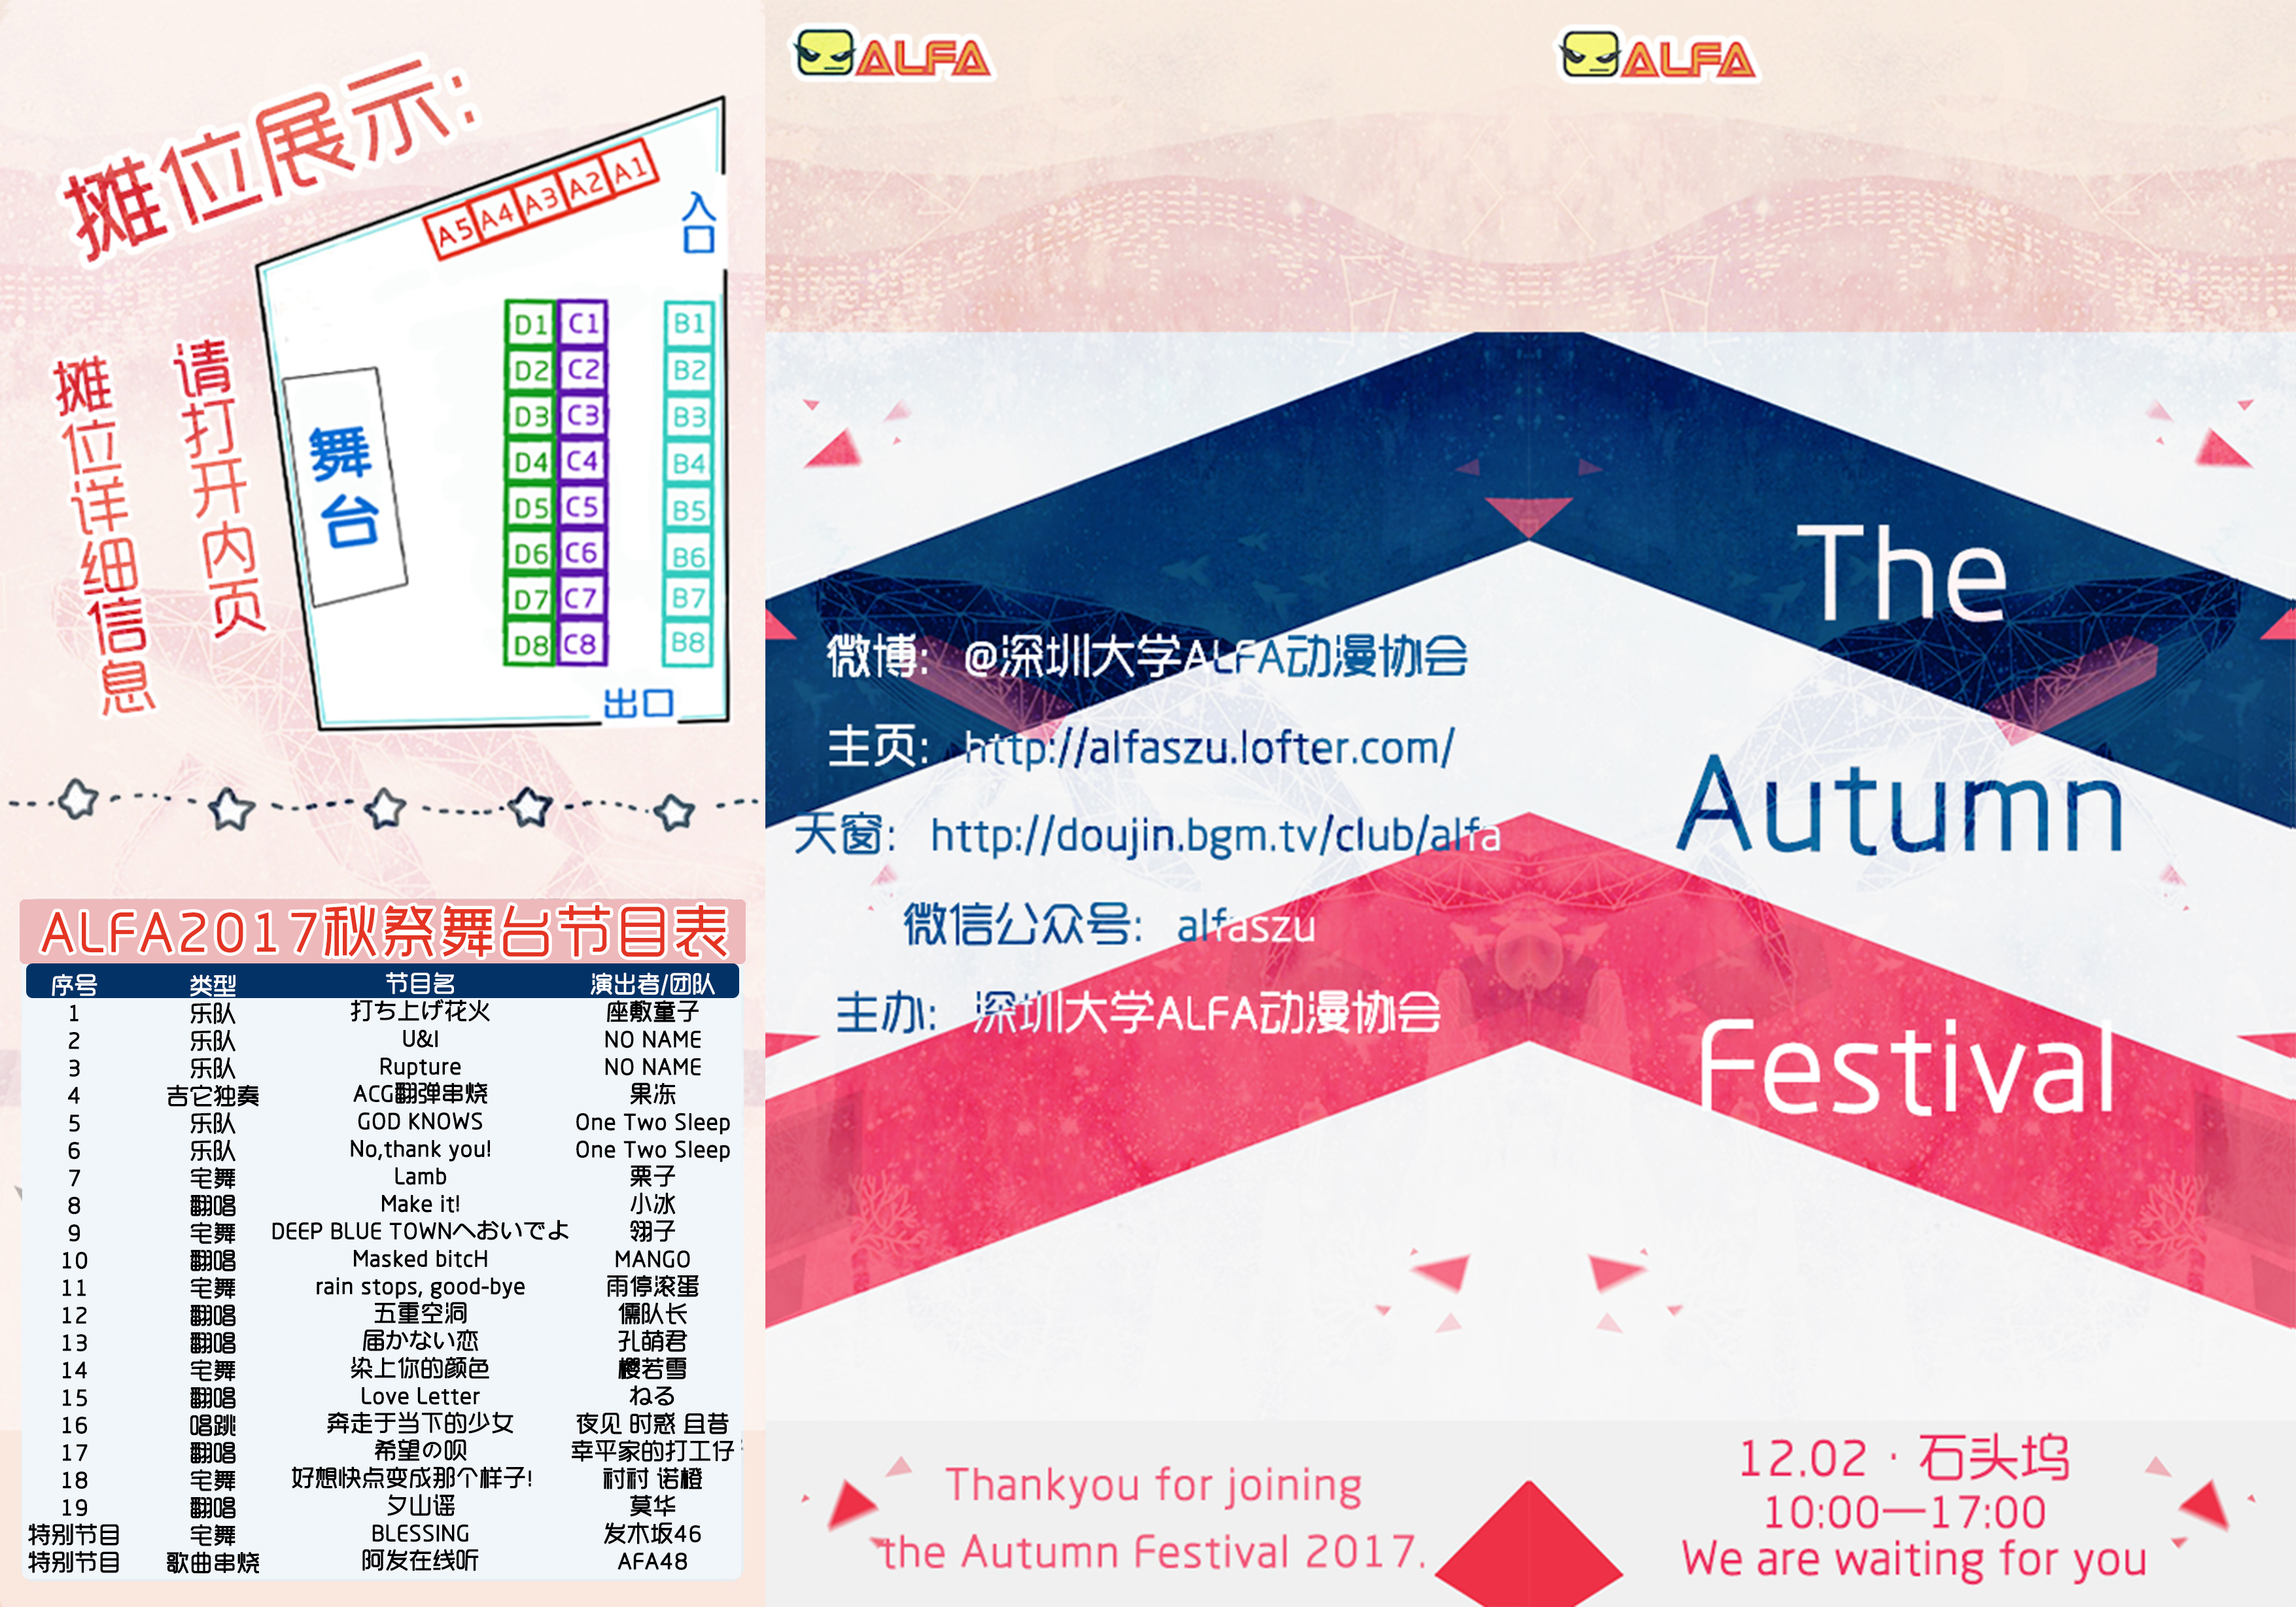 摊位展示:
A5 A4 A3 A2 A1
入口
D1 C1 B1
D2 C2 B2
D3 C3 B3
D4 C4 B4
D5 C5 B5
D6 C6 B6
D7 C7 B7
D8 C8 B8
舞台
出口
请打开内页
摊位详细信息
ALFA2017秋祭舞台节目表
序号 类型 节目名 演出者/团队
1 乐队 打ち上げ花火 座敷童子
2 乐队 U&I NO NAME
3 乐队 Rupture NO NAME
4 吉它独奏 ACG翻弹串烧 果冻
5 乐队 GOD KNOWS One Two Sleep
6 乐队 No,thank you! One Two Sleep
7 宅舞 Lamb 栗子
8 翻唱 Make it! 小冰
9 宅舞 DEEP BLUE TOWNへおいでよ 翎子
10 翻唱 Masked bitcH MANGO
11 宅舞 rain stops, good-bye 雨停滚蛋
12 翻唱 五重空洞 儒队长
13 翻唱 届かない恋 孔萌君
14 宅舞 染上你的颜色 樱若雪
15 翻唱 Love Letter ねる
16 唱跳 奔走于当下的少女 夜见 时惑 且昔
17 翻唱 希望の呗 幸平家的打工仔
18 宅舞 好想快点变成那个样子! 诺橙
19 翻唱 夕山谣 莫华
特别节目 宅舞 BLESSING 发木坂46
特别节目 歌曲串烧 阿发在线听 AFA48
ALFA
微博: @深圳大学ALFA动漫协会
主页: http://alfaszu.lofter.com/
天窗: http://doujin.bgm.tv/club/alfa
微信公众号: alfaszu
主办: 深圳大学ALFA动漫协会
Thankyou for joining
the Autumn Festival 2017.
ALFA
The
Autumn
Festival
12.02 · 石头坞
10:00—17:00
We are waiting for you